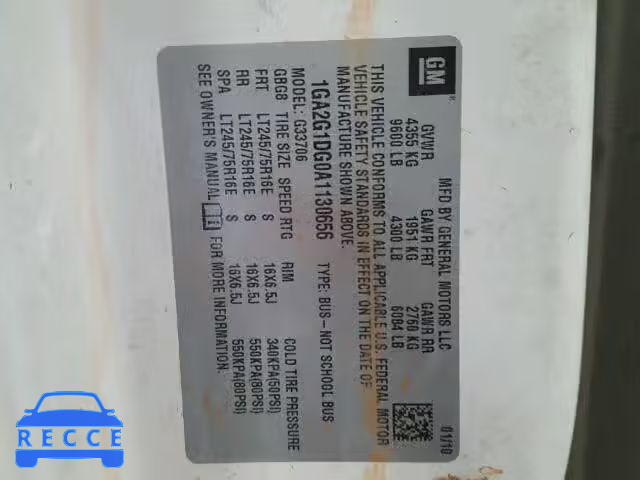 GM
MFD BY GENERAL MOTORS LLC
01/10
GVWR GAWR FRT GAWR RR
4355 KG 1951 KG 2760 KG
9600 LB 4300 LB 6084 LB
THIS VEHICLE CONFORMS TO ALL APPLICABLE U.S. FEDERAL MOTOR
VEHICLE SAFETY STANDARDS IN EFFECT ON THE DATE OF
MANUFACTURE SHOWN ABOVE.
1GA2G1DG0A1130656 TYPE: BUS-NOT SCHOOL BUS
MODEL: G33706
GBG8 TIRE SIZE SPEED RTG RIM COLD TIRE PRESSURE
FRT LT245/75R16E S 16X6.5J 340KPA(50PSI)
RR LT245/75R16E S 16X6.5J 550KPA(80PSI)
SPA LT245/75R16E S 16X6.5J 550KPA(80PSI)
SEE OWNER'S MANUAL FOR MORE INFORMATION.
RECCE